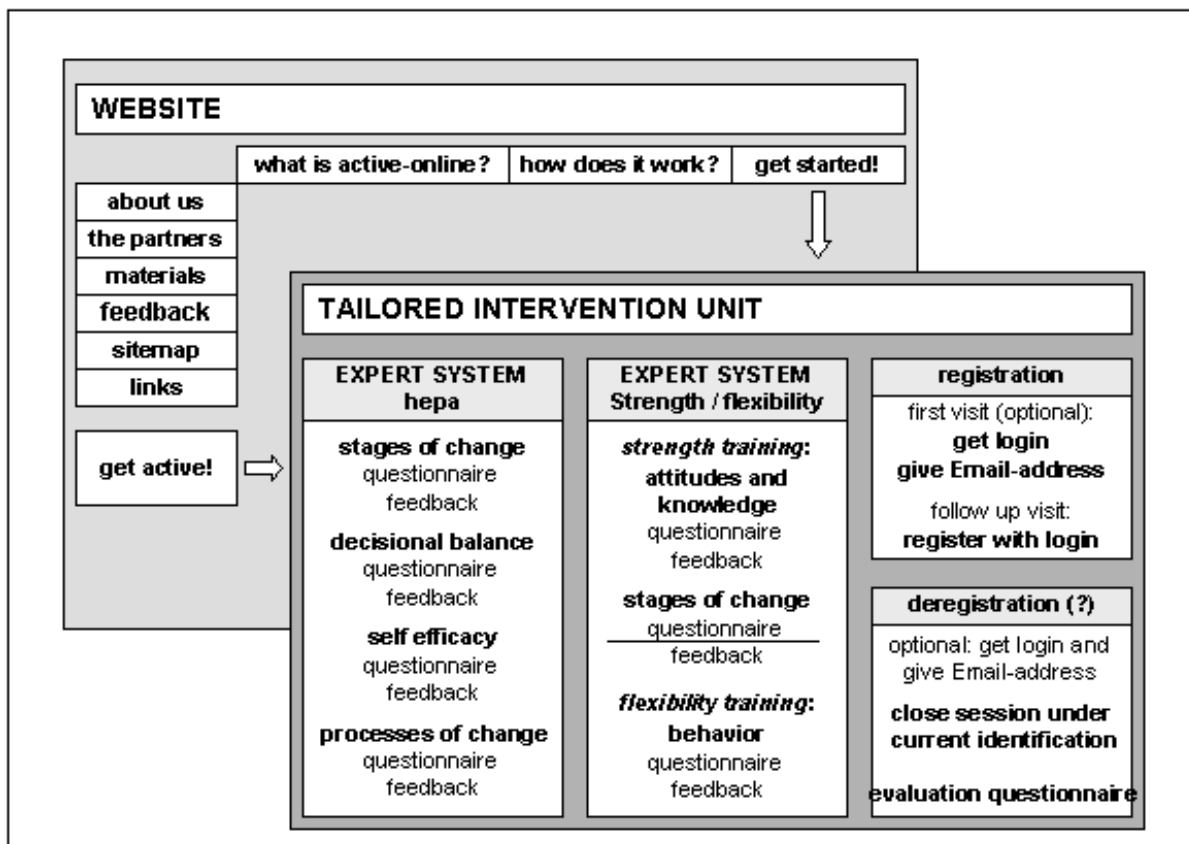 WEBSITE
what is active-online?
how does it work?
get started!
about us
the partners
materials
feedback
sitemap
links
get active!
TAILORED INTERVENTION UNIT
EXPERT SYSTEM
hepa
stages of change
questionnaire
feedback
decisional balance
questionnaire
feedback
self efficacy
questionnaire
feedback
processes of change
questionnaire
feedback
EXPERT SYSTEM
Strength / flexibility
strength training:
attitudes and
knowledge
questionnaire
feedback
stages of change
questionnaire
feedback
flexibility training:
behavior
questionnaire
feedback
registration
first visit (optional):
get login
give Email-address
follow up visit:
register with login
deregistration (?)
optional: get login and
give Email-address
close session under
current identification
evaluation questionnaire